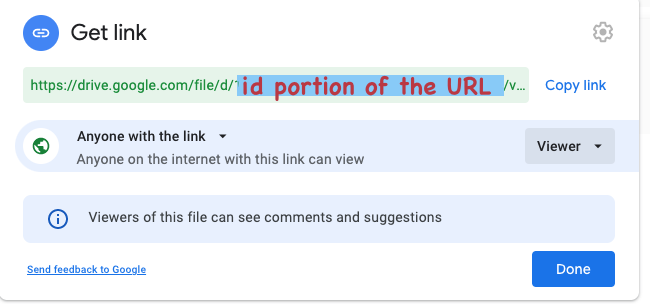 Get link
https://drive.google.com/file/d/1 id portion of the URL /v... Copy link
Anyone with the link Viewer
Anyone on the internet with this link can view
Viewers of this file can see comments and suggestions
Send feedback to Google Done